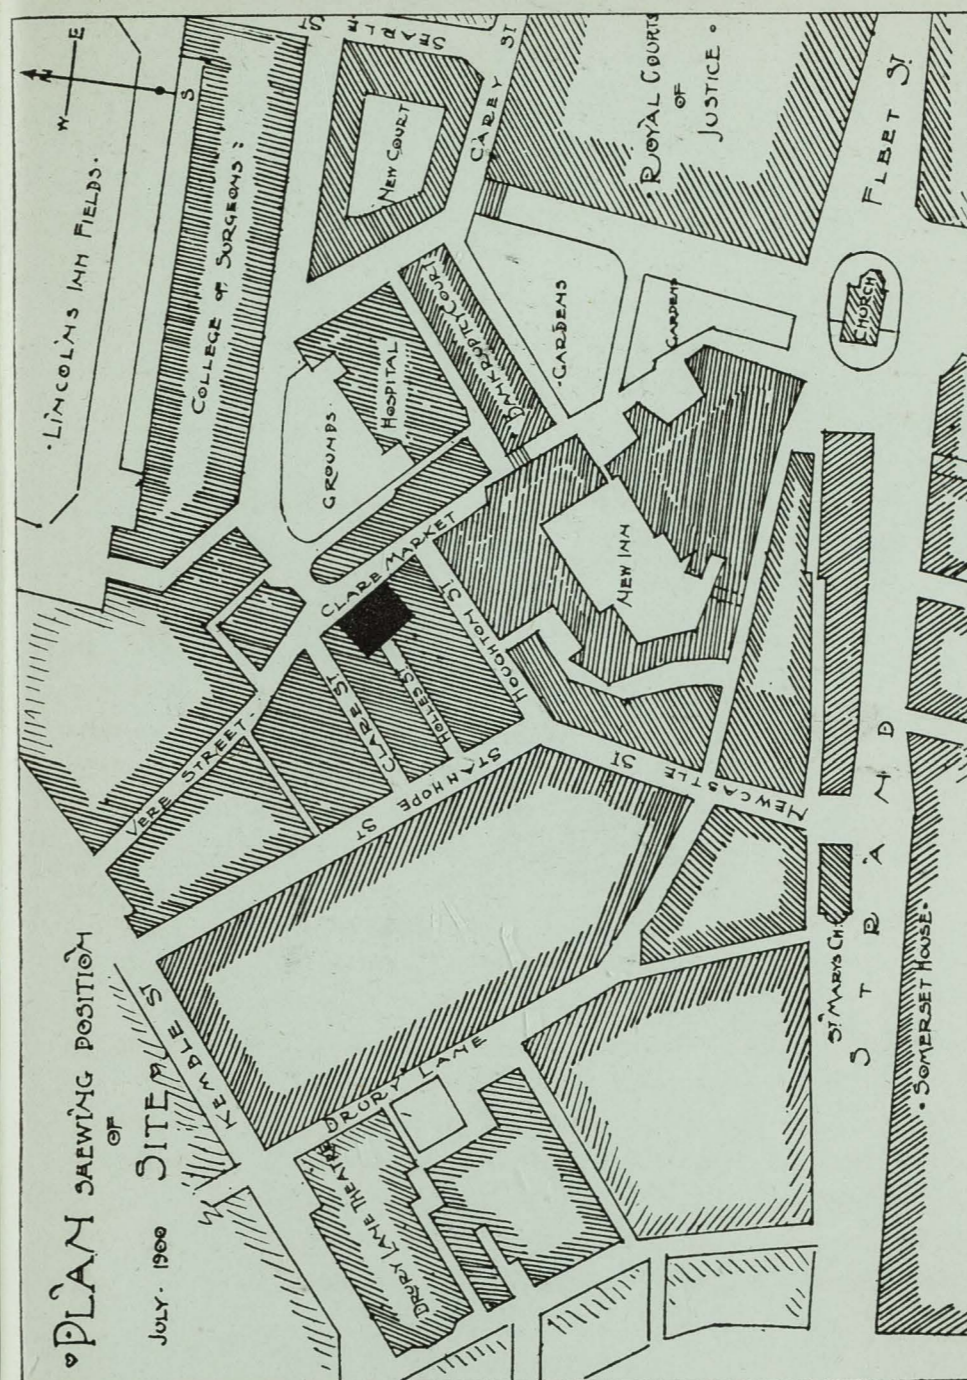 PLAN SHEWING POSITION
OF
SITE
JULY · 1900
N
W
E
S
· LINCOLNS INN FIELDS ·
COLLEGE OF SURGEONS :
SEARLE
ST
NEW COURT
CAREY ST
ROYAL COURTS
OF
JUSTICE ·
FLEET ST
GROUNDS ·
HOSPITAL
BANKRUPTCY COURT
· GARDENS
GARDENS
CHURCH
CLARE MARKET
HOUGHTON ST
NEW INN
VERE STREET ·
CLARE ST
HOLLES ST
STANHOPE
ST
NEWCASTLE ST
KEMBLE ST
DRURY LANE
DRURY LANE THEATRE
ST MARYS CH.
STRAND
· SOMERSET HOUSE ·